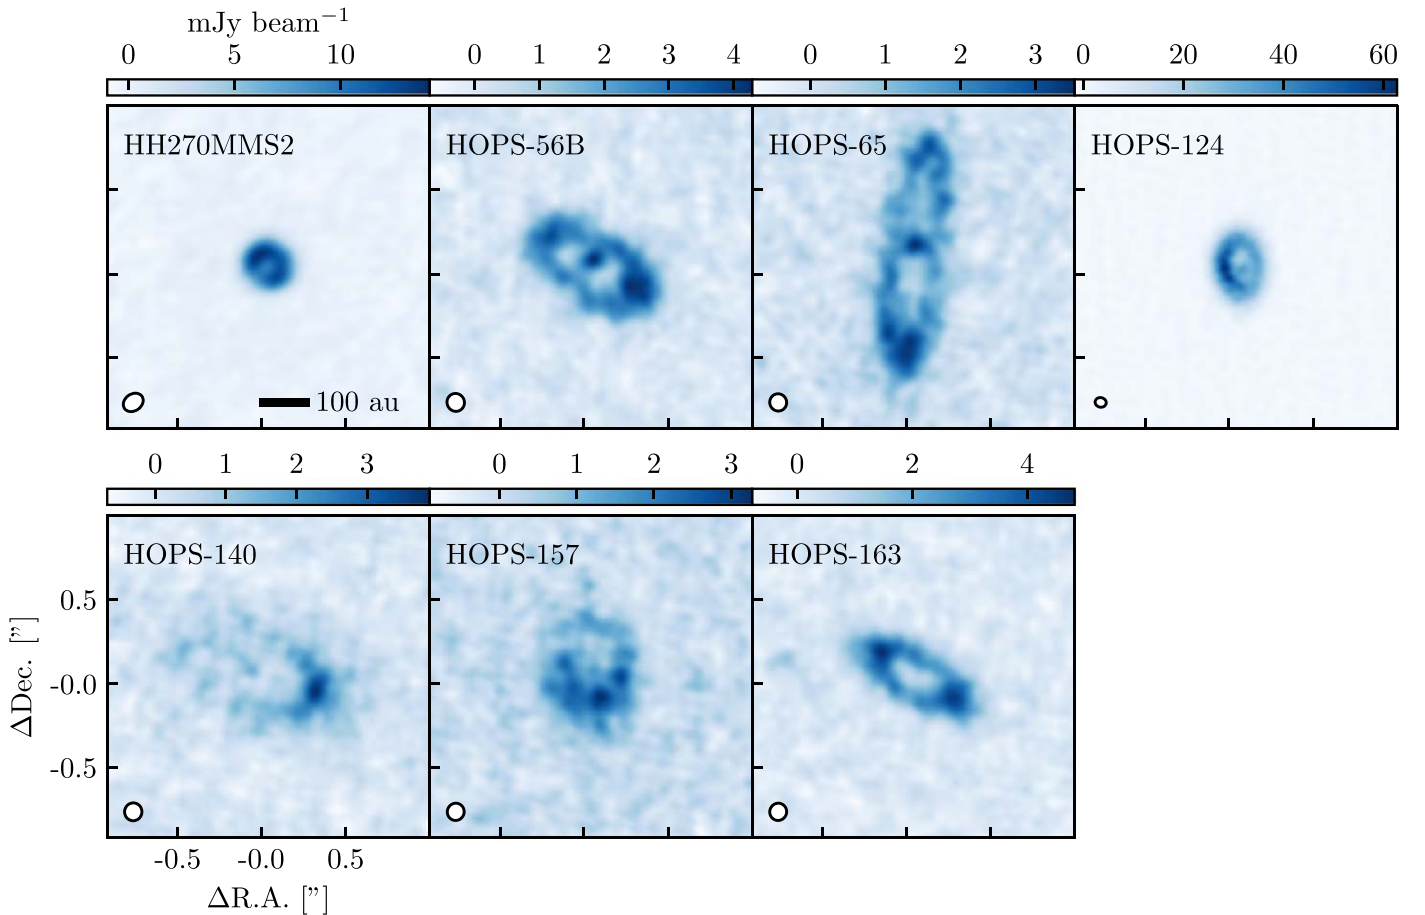 mJy beam⁻¹
0 5 10 0 1 2 3 4 0 1 2 3 0 20 40 60
HH270MMS2 HOPS-56B HOPS-65 HOPS-124
100 au
0 1 2 3 0 1 2 3 0 2 4
HOPS-140 HOPS-157 HOPS-163
0.5
-0.0
-0.5
ΔDec. [”]
-0.5 -0.0 0.5
ΔR.A. [”]